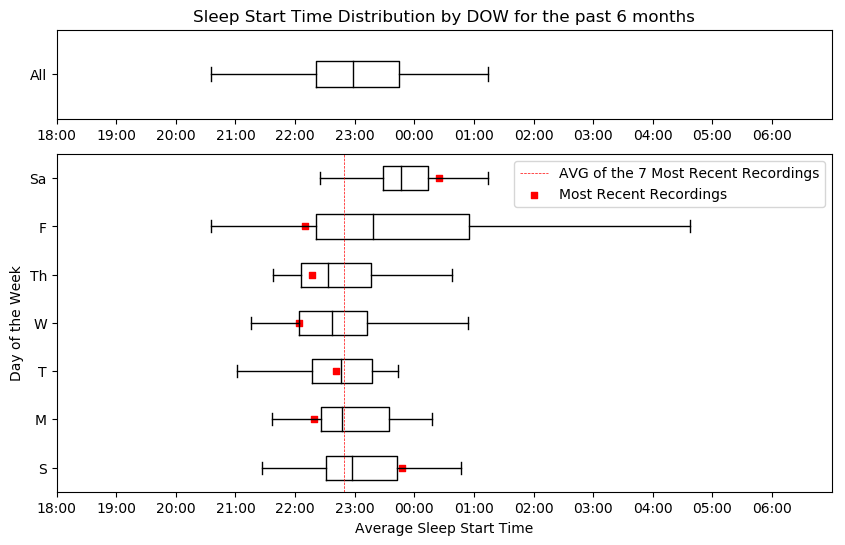 Sleep Start Time Distribution by DOW for the past 6 months
All
18:00 19:00 20:00 21:00 22:00 23:00 00:00 01:00 02:00 03:00 04:00 05:00 06:00
AVG of the 7 Most Recent Recordings
Most Recent Recordings
Day of the Week
Sa
F
Th
W
T
M
S
18:00 19:00 20:00 21:00 22:00 23:00 00:00 01:00 02:00 03:00 04:00 05:00 06:00
Average Sleep Start Time